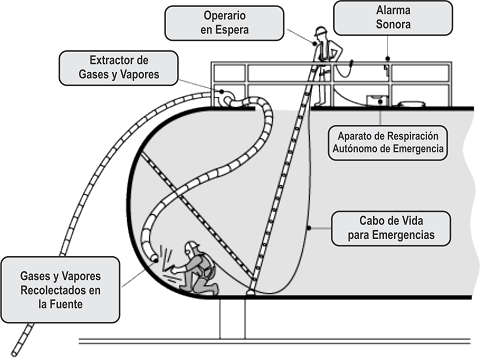 Operario
en Espera
Alarma
Sonora
Extractor de
Gases y Vapores
Aparato de Respiración
Autónomo de Emergencia
Cabo de Vida
para Emergencias
Gases y Vapores
Recolectados en
la Fuente